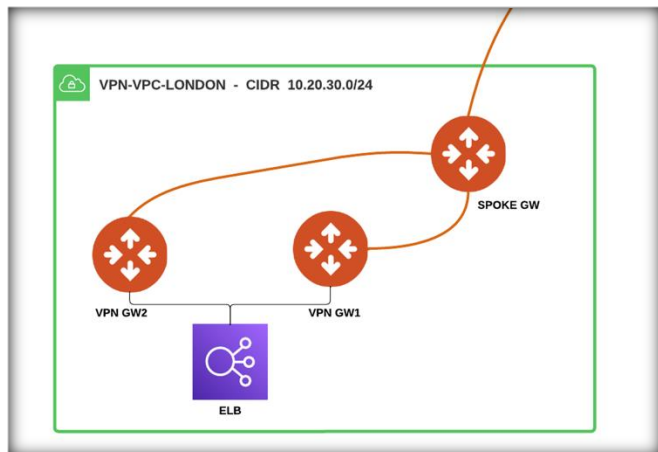 VPN-VPC-LONDON - CIDR 10.20.30.0/24
SPOKE GW
VPN GW2
VPN GW1
ELB